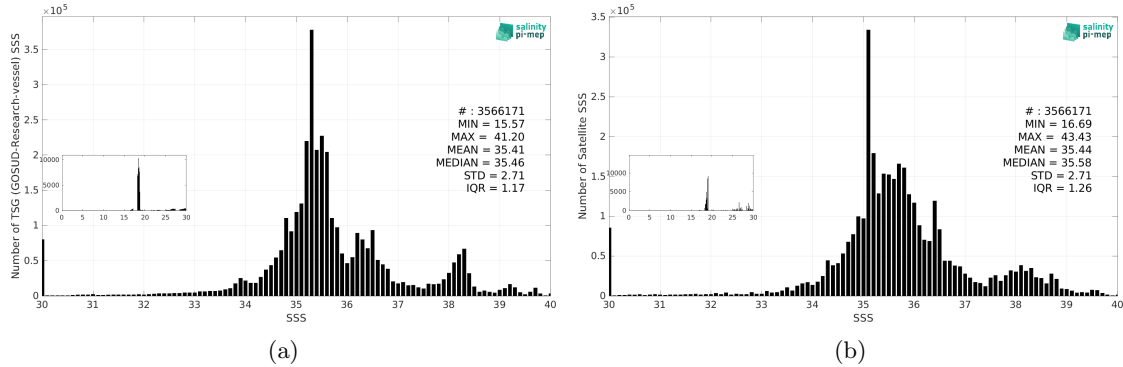 ×10⁵
3.5
3
2.5
2
1.5
1
0.5
0
Number of TSG (GOSUD-Research-vessel) SSS
salinity
pi-mep
# : 3566171
MIN = 15.57
MAX = 41.20
MEAN = 35.41
MEDIAN = 35.46
STD = 2.71
IQR = 1.17
10000
5000
0
0 5 10 15 20 25 30
30 31 32 33 34 35 36 37 38 39 40
SSS
(a)
×10⁵
3.5
3
2.5
2
1.5
1
0.5
0
Number of Satellite SSS
salinity
pi-mep
# : 3566171
MIN = 16.69
MAX = 43.43
MEAN = 35.44
MEDIAN = 35.58
STD = 2.71
IQR = 1.26
10000
5000
0
0 5 10 15 20 25 30
30 31 32 33 34 35 36 37 38 39 40
SSS
(b)